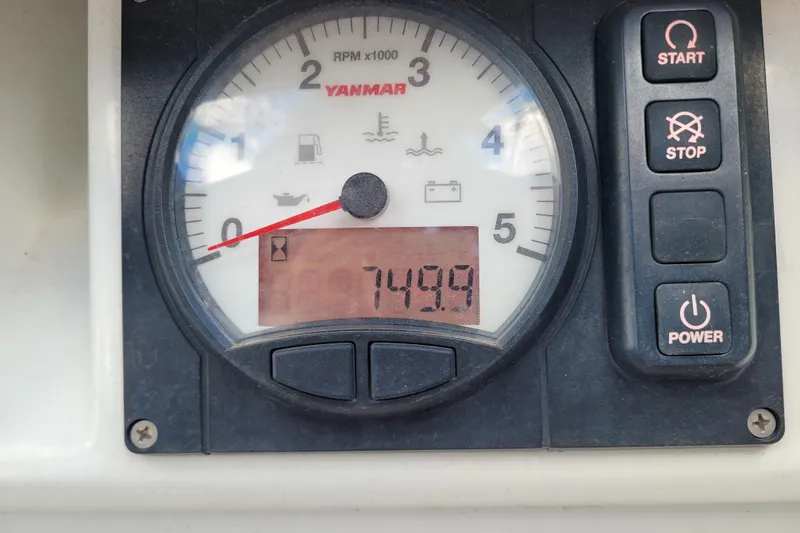 RPM x1000
YANMAR
0
1
2
3
4
5
749.9
START
STOP
POWER